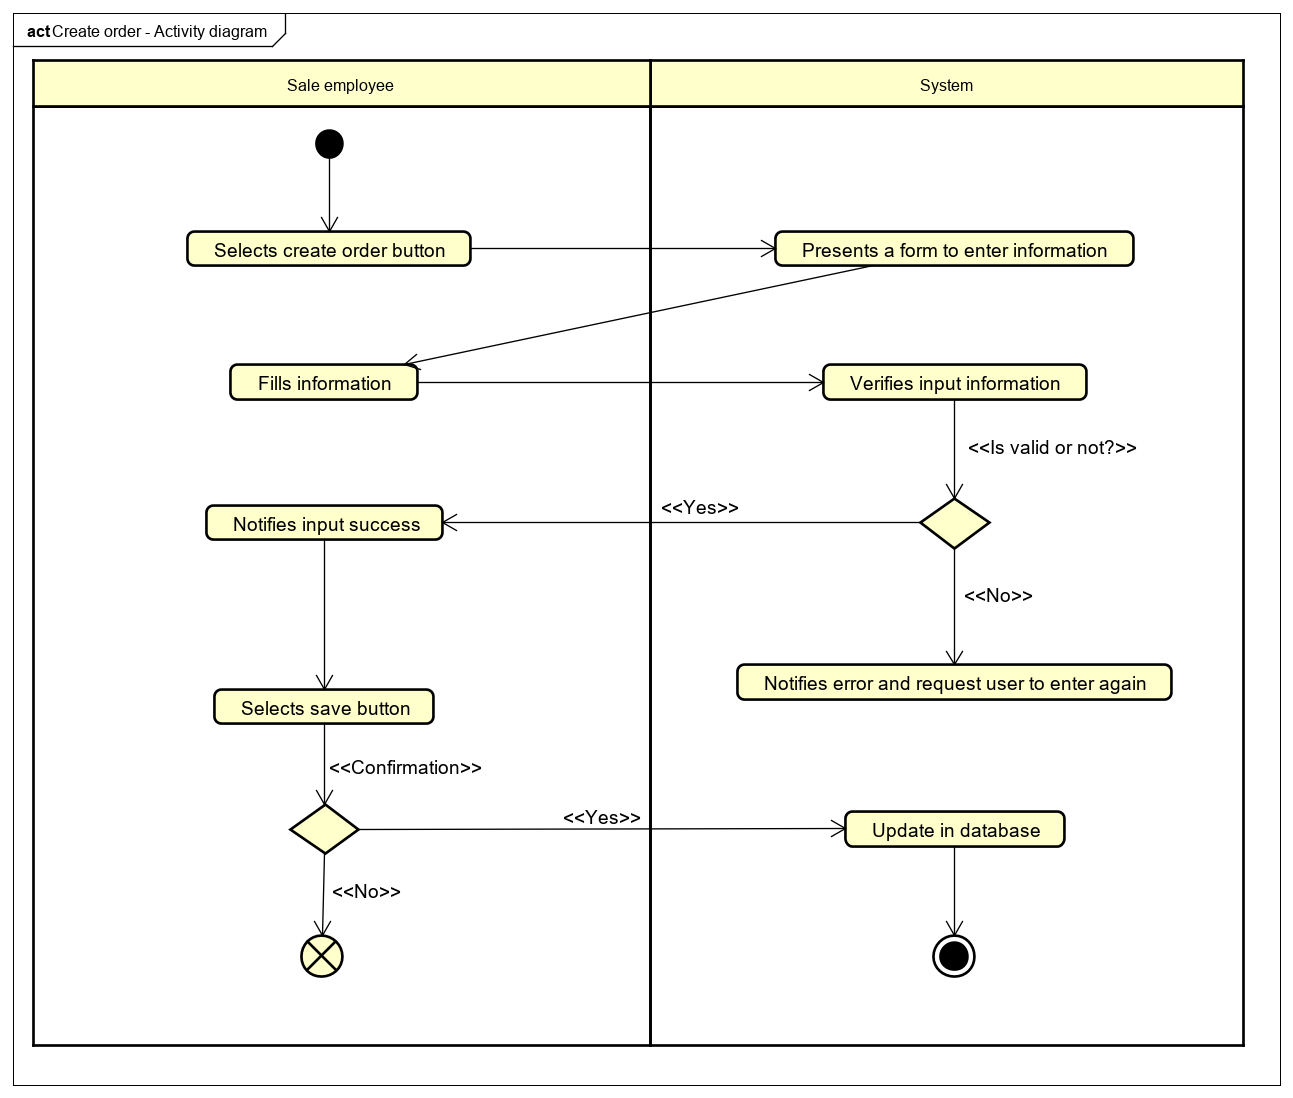 act Create order - Activity diagram
Sale employee
System
Selects create order button
Presents a form to enter information
Fills information
Verifies input information
<<Is valid or not?>>
<<Yes>>
Notifies input success
<<No>>
Notifies error and request user to enter again
Selects save button
<<Confirmation>>
<<Yes>>
Update in database
<<No>>